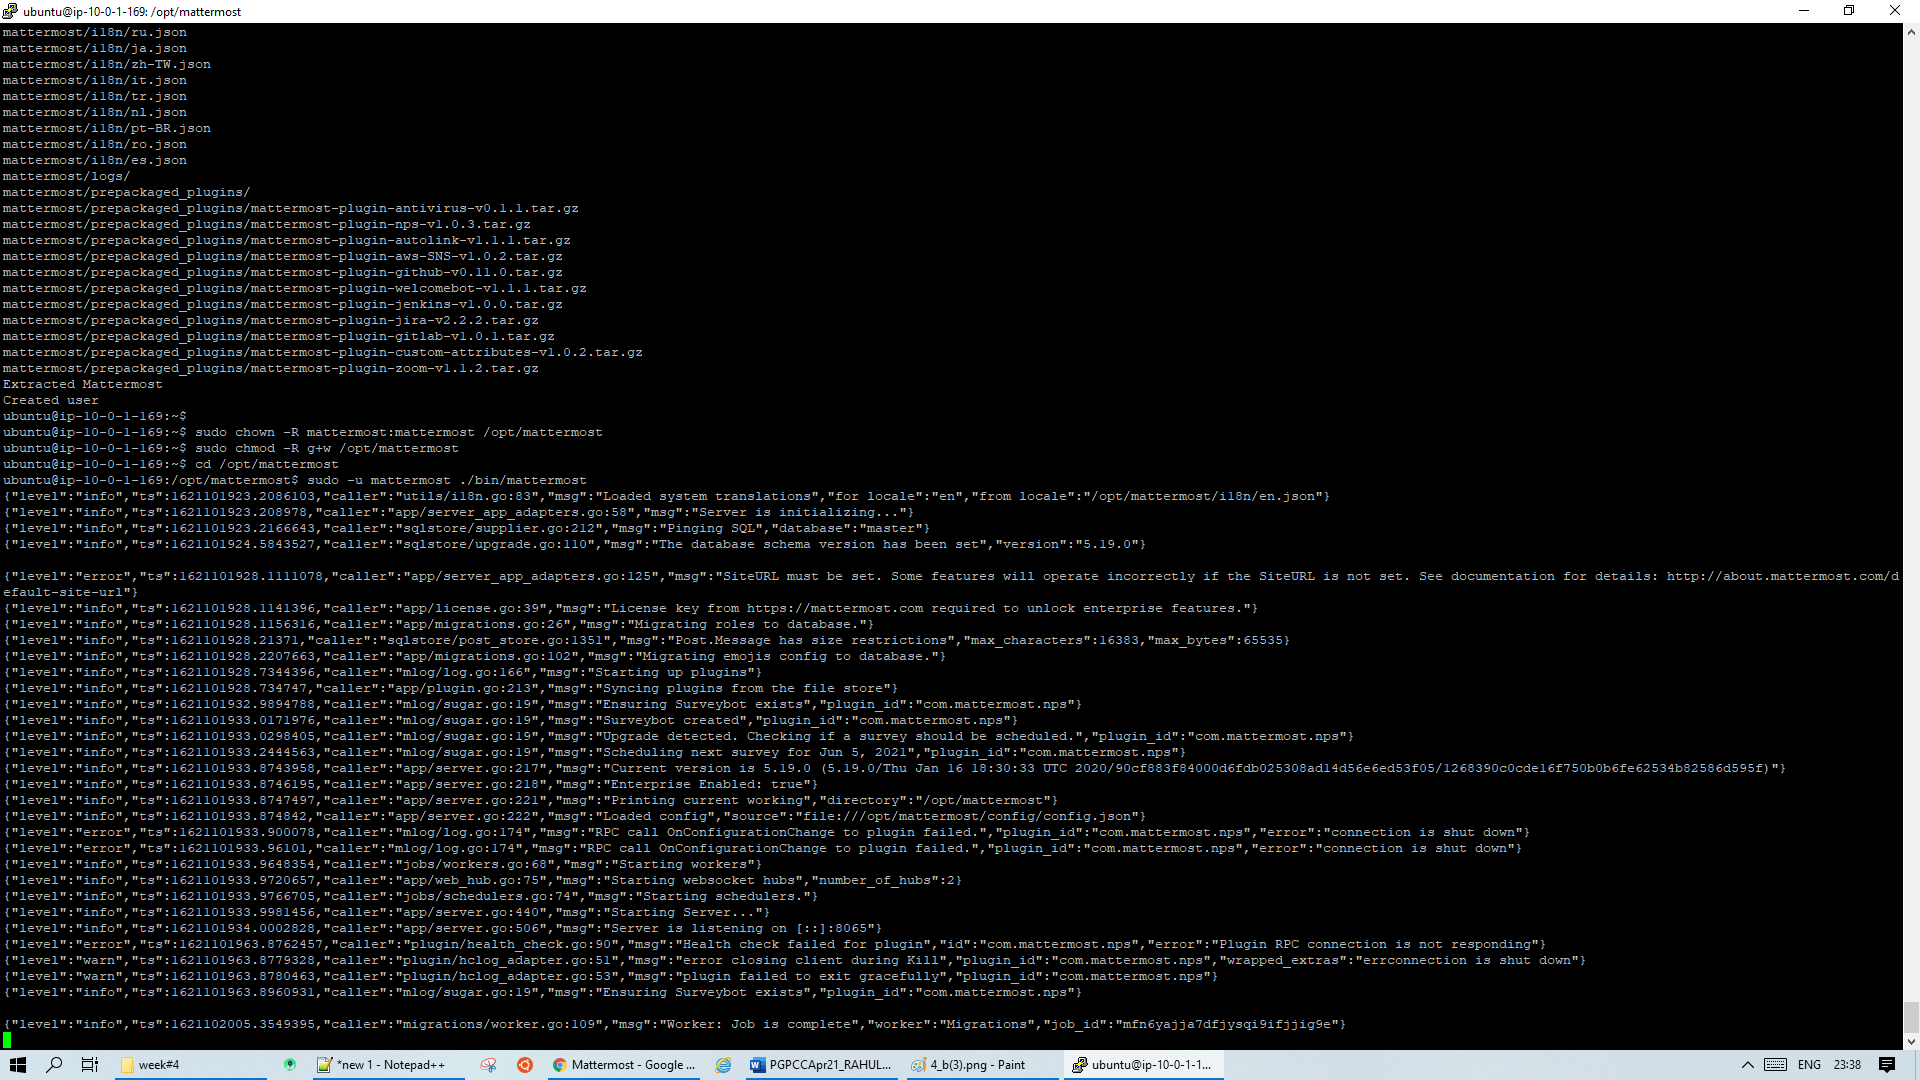 ubuntu@ip-10-0-1-169: /opt/mattermost
mattermost/i18n/ru.json
mattermost/i18n/ja.json
mattermost/i18n/zh-TW.json
mattermost/i18n/it.json
mattermost/i18n/tr.json
mattermost/i18n/nl.json
mattermost/i18n/pt-BR.json
mattermost/i18n/ro.json
mattermost/i18n/es.json
mattermost/logs/
mattermost/prepackaged_plugins/
mattermost/prepackaged_plugins/mattermost-plugin-antivirus-v0.1.1.tar.gz
mattermost/prepackaged_plugins/mattermost-plugin-nps-v1.0.3.tar.gz
mattermost/prepackaged_plugins/mattermost-plugin-autolink-v1.1.1.tar.gz
mattermost/prepackaged_plugins/mattermost-plugin-aws-SNS-v1.0.2.tar.gz
mattermost/prepackaged_plugins/mattermost-plugin-github-v0.11.0.tar.gz
mattermost/prepackaged_plugins/mattermost-plugin-welcomebot-v1.1.1.tar.gz
mattermost/prepackaged_plugins/mattermost-plugin-jenkins-v1.0.0.tar.gz
mattermost/prepackaged_plugins/mattermost-plugin-jira-v2.2.2.tar.gz
mattermost/prepackaged_plugins/mattermost-plugin-gitlab-v1.0.1.tar.gz
mattermost/prepackaged_plugins/mattermost-plugin-custom-attributes-v1.0.2.tar.gz
mattermost/prepackaged_plugins/mattermost-plugin-zoom-v1.1.2.tar.gz
Extracted Mattermost
Created user
ubuntu@ip-10-0-1-169:~$
ubuntu@ip-10-0-1-169:~$ sudo chown -R mattermost:mattermost /opt/mattermost
ubuntu@ip-10-0-1-169:~$ sudo chmod -R g+w /opt/mattermost
ubuntu@ip-10-0-1-169:~$ cd /opt/mattermost
ubuntu@ip-10-0-1-169:/opt/mattermost$ sudo -u mattermost ./bin/mattermost
{"level":"info","ts":1621101923.2086103,"caller":"utils/i18n.go:83","msg":"Loaded system translations","for locale":"en","from locale":"/opt/mattermost/i18n/en.json"}
{"level":"info","ts":1621101923.208978,"caller":"app/server_app_adapters.go:58","msg":"Server is initializing..."}
{"level":"info","ts":1621101923.2166643,"caller":"sqlstore/supplier.go:212","msg":"Pinging SQL","database":"master"}
{"level":"info","ts":1621101924.5843527,"caller":"sqlstore/upgrade.go:110","msg":"The database schema version has been set","version":"5.19.0"}
{"level":"error","ts":1621101928.1111078,"caller":"app/server_app_adapters.go:125","msg":"SiteURL must be set. Some features will operate incorrectly if the SiteURL is not set. See documentation for details: http://about.mattermost.com/d
efault-site-url"}
{"level":"info","ts":1621101928.1141396,"caller":"app/license.go:39","msg":"License key from https://mattermost.com required to unlock enterprise features."}
{"level":"info","ts":1621101928.1156316,"caller":"app/migrations.go:26","msg":"Migrating roles to database."}
{"level":"info","ts":1621101928.21371,"caller":"sqlstore/post_store.go:1351","msg":"Post.Message has size restrictions","max_characters":16383,"max_bytes":65535}
{"level":"info","ts":1621101928.2207663,"caller":"app/migrations.go:102","msg":"Migrating emojis config to database."}
{"level":"info","ts":1621101928.7344396,"caller":"mlog/log.go:166","msg":"Starting up plugins"}
{"level":"info","ts":1621101928.734747,"caller":"app/plugin.go:213","msg":"Syncing plugins from the file store"}
{"level":"info","ts":1621101932.9894788,"caller":"mlog/sugar.go:19","msg":"Ensuring Surveybot exists","plugin_id":"com.mattermost.nps"}
{"level":"info","ts":1621101933.0171976,"caller":"mlog/sugar.go:19","msg":"Surveybot created","plugin_id":"com.mattermost.nps"}
{"level":"info","ts":1621101933.0298405,"caller":"mlog/sugar.go:19","msg":"Upgrade detected. Checking if a survey should be scheduled.","plugin_id":"com.mattermost.nps"}
{"level":"info","ts":1621101933.2444563,"caller":"mlog/sugar.go:19","msg":"Scheduling next survey for Jun 5, 2021","plugin_id":"com.mattermost.nps"}
{"level":"info","ts":1621101933.8743958,"caller":"app/server.go:217","msg":"Current version is 5.19.0 (5.19.0/Thu Jan 16 18:30:33 UTC 2020/90cf883f84000d6fdb025308ad14d56e6ed53f05/1268390c0cde16f750b0b6fe62534b82586d595f)"}
{"level":"info","ts":1621101933.8746195,"caller":"app/server.go:218","msg":"Enterprise Enabled: true"}
{"level":"info","ts":1621101933.8747497,"caller":"app/server.go:221","msg":"Printing current working","directory":"/opt/mattermost"}
{"level":"info","ts":1621101933.874842,"caller":"app/server.go:222","msg":"Loaded config","source":"file:///opt/mattermost/config/config.json"}
{"level":"error","ts":1621101933.900078,"caller":"mlog/log.go:174","msg":"RPC call OnConfigurationChange to plugin failed.","plugin_id":"com.mattermost.nps","error":"connection is shut down"}
{"level":"error","ts":1621101933.96101,"caller":"mlog/log.go:174","msg":"RPC call OnConfigurationChange to plugin failed.","plugin_id":"com.mattermost.nps","error":"connection is shut down"}
{"level":"info","ts":1621101933.9648354,"caller":"jobs/workers.go:68","msg":"Starting workers"}
{"level":"info","ts":1621101933.9720657,"caller":"app/web_hub.go:75","msg":"Starting websocket hubs","number_of_hubs":2}
{"level":"info","ts":1621101933.9766705,"caller":"jobs/schedulers.go:74","msg":"Starting schedulers."}
{"level":"info","ts":1621101933.9981456,"caller":"app/server.go:440","msg":"Starting Server..."}
{"level":"info","ts":1621101934.0002828,"caller":"app/server.go:506","msg":"Server is listening on [::]:8065"}
{"level":"error","ts":1621101963.8762457,"caller":"plugin/health_check.go:90","msg":"Health check failed for plugin","id":"com.mattermost.nps","error":"Plugin RPC connection is not responding"}
{"level":"warn","ts":1621101963.8779328,"caller":"plugin/hclog_adapter.go:51","msg":"error closing client during Kill","plugin_id":"com.mattermost.nps","wrapped_extras":"errconnection is shut down"}
{"level":"warn","ts":1621101963.8780463,"caller":"plugin/hclog_adapter.go:53","msg":"plugin failed to exit gracefully","plugin_id":"com.mattermost.nps"}
{"level":"info","ts":1621101963.8960931,"caller":"mlog/sugar.go:19","msg":"Ensuring Surveybot exists","plugin_id":"com.mattermost.nps"}
{"level":"info","ts":1621102005.3549395,"caller":"migrations/worker.go:109","msg":"Worker: Job is complete","worker":"Migrations","job_id":"mfn6yajja7dfjysqi9ifjjig9e"}
week#4
*new 1 - Notepad++
Mattermost - Google ...
PGPCCApr21_RAHUL...
4_b(3).png - Paint
ubuntu@ip-10-0-1-1...
ENG
23:38